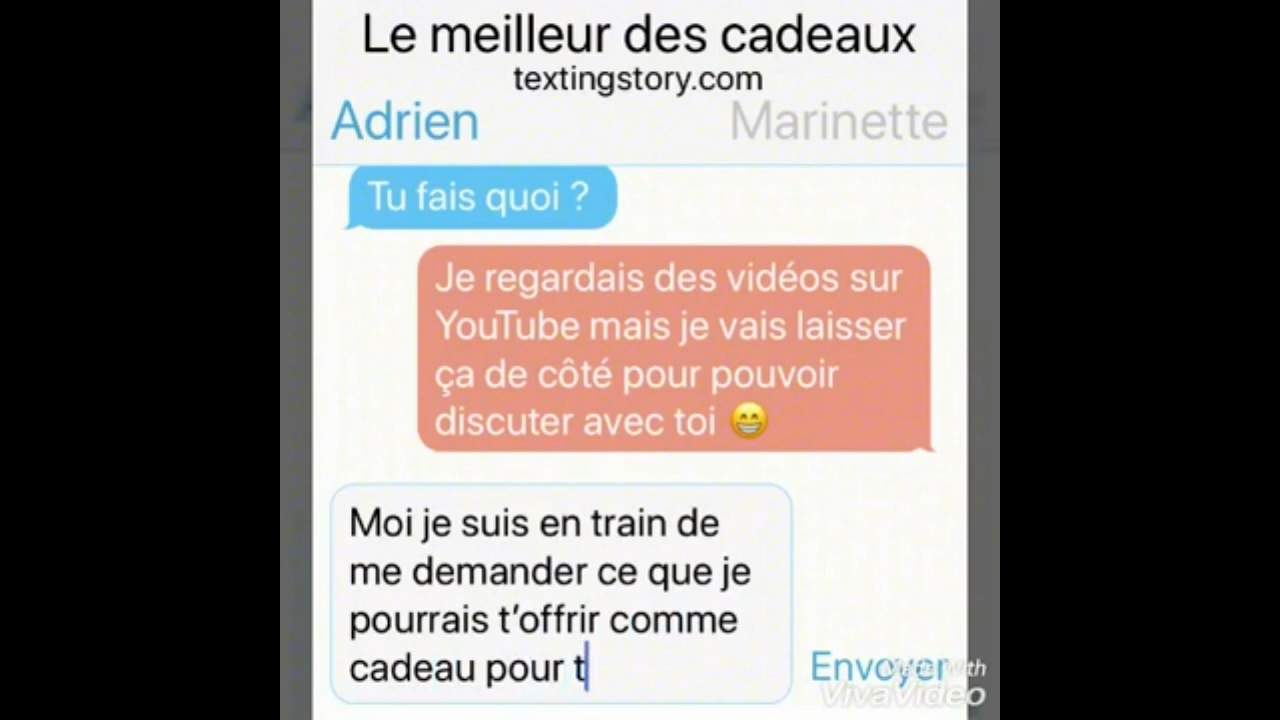 Le meilleur des cadeaux
textingstory.com
Adrien Marinette
Tu fais quoi ?
Je regardais des vidéos sur
YouTube mais je vais laisser
ça de côté pour pouvoir
discuter avec toi 😁
Moi je suis en train de
me demander ce que je
pourrais t’offrir comme
cadeau pour t
Envoyer
Made With
VivaVideo